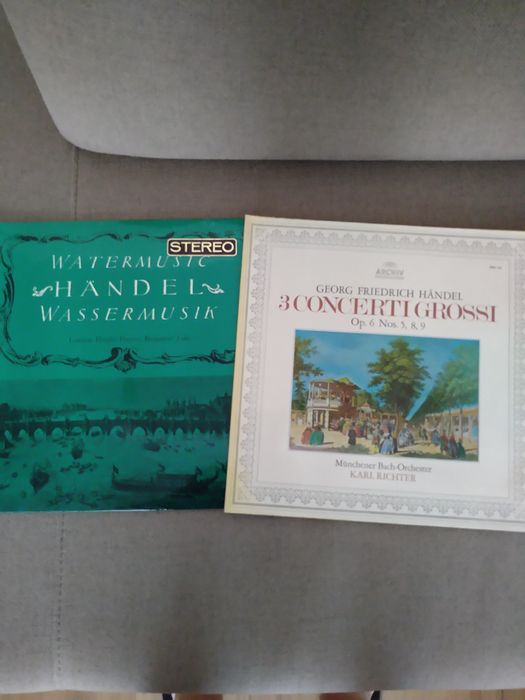 STEREO
WATERMUSIC
HÄNDEL
WASSERMUSIK
ARCHIV
GEORG FRIEDRICH HÄNDEL
3 CONCERTI GROSSI
Op. 6 Nos. 5, 8, 9
Münchener Bach-Orchester
KARL RICHTER